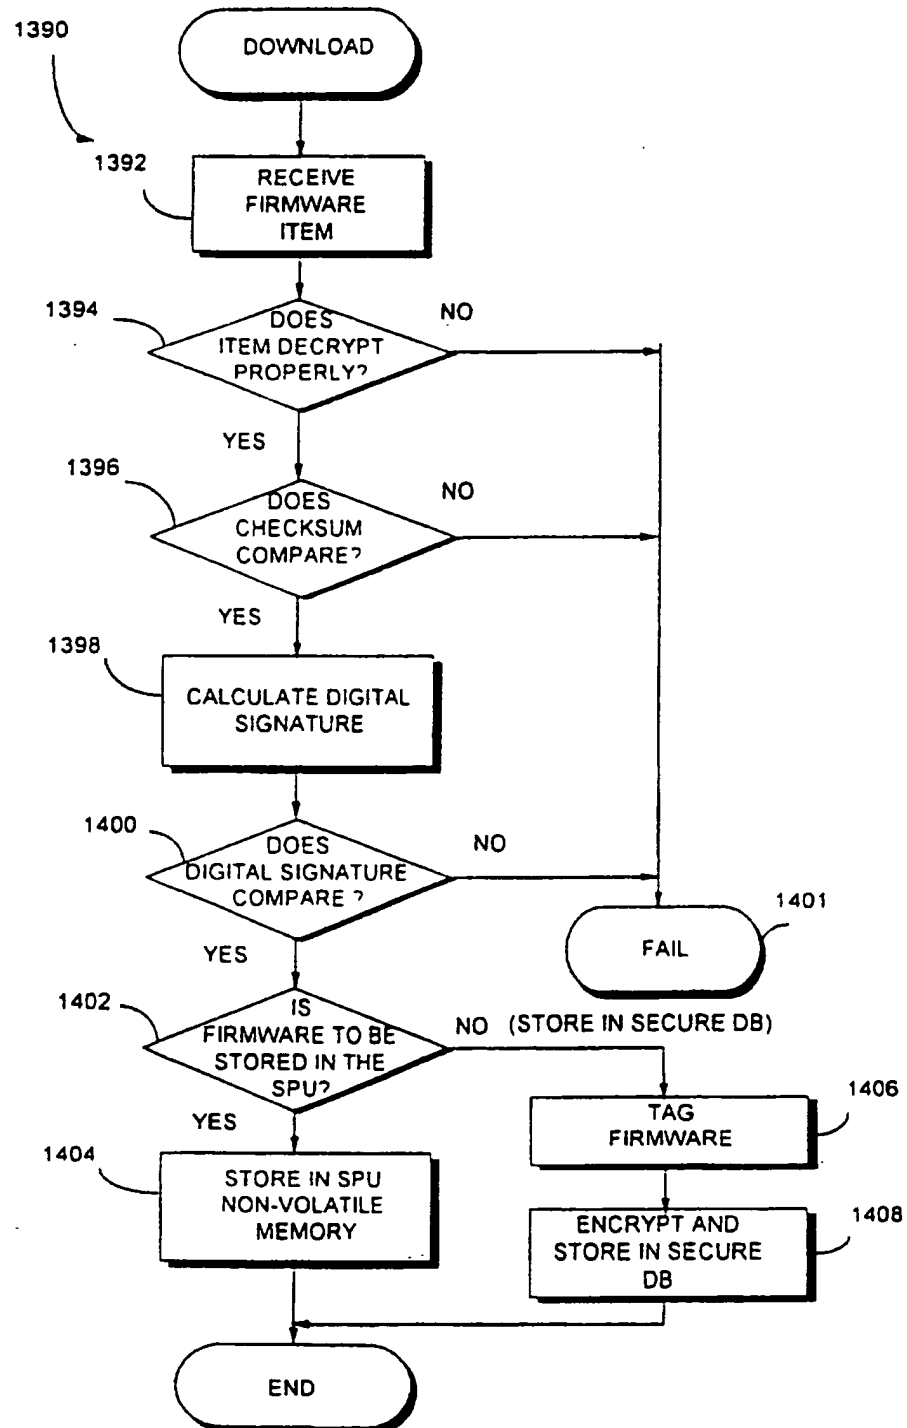 1390
DOWNLOAD
1392
RECEIVE
FIRMWARE
ITEM
1394
DOES
ITEM DECRYPT
PROPERLY?
NO
YES
1396
DOES
CHECKSUM
COMPARE?
NO
YES
1398
CALCULATE DIGITAL
SIGNATURE
1400
DOES
DIGITAL SIGNATURE
COMPARE ?
NO
YES
1401
FAIL
1402
IS
FIRMWARE TO BE
STORED IN THE
SPU?
NO (STORE IN SECURE DB)
YES
1404
STORE IN SPU
NON-VOLATILE
MEMORY
1406
TAG
FIRMWARE
1408
ENCRYPT AND
STORE IN SECURE
DB
END